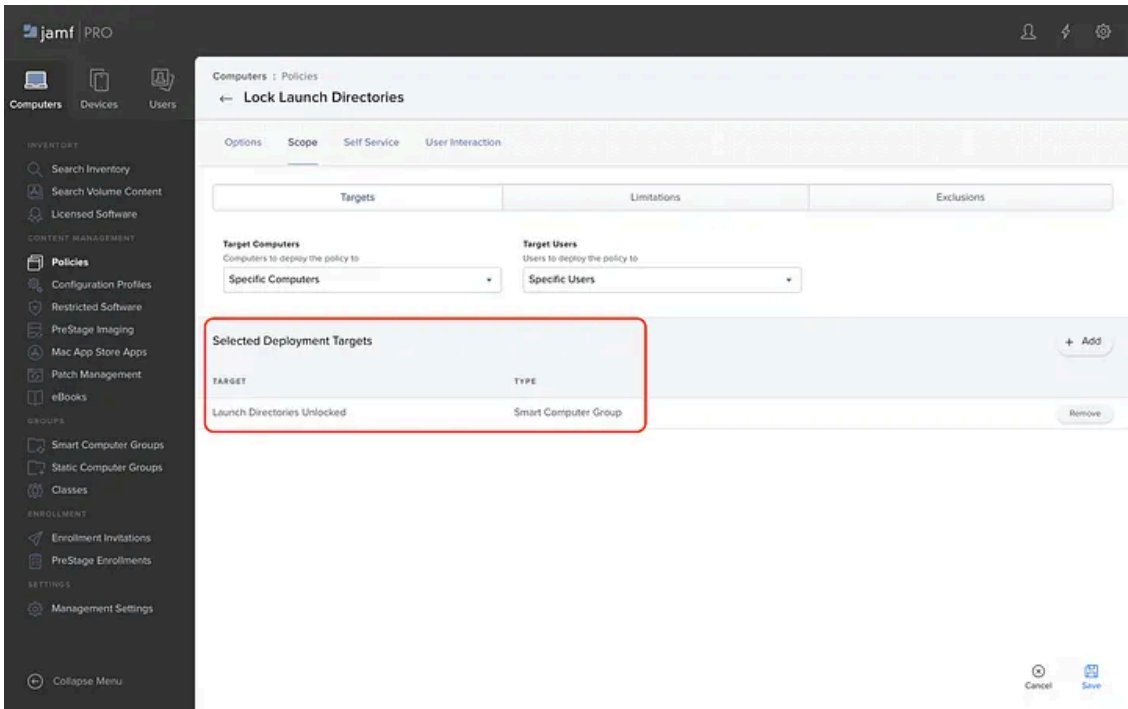 jamf PRO
Computers
Devices
Users
INVENTORY
Search Inventory
Search Volume Content
Licensed Software
CONTENT MANAGEMENT
Policies
Configuration Profiles
Restricted Software
PreStage Imaging
Mac App Store Apps
Patch Management
eBooks
GROUPS
Smart Computer Groups
Static Computer Groups
Classes
ENROLLMENT
Enrollment Invitations
PreStage Enrollments
SETTINGS
Management Settings
Collapse Menu
Computers : Policies
← Lock Launch Directories
Options Scope Self Service User Interaction
Targets Limitations Exclusions
Target Computers
Computers to deploy the policy to
Specific Computers
Target Users
Users to deploy the policy to
Specific Users
Selected Deployment Targets
+ Add
TARGET TYPE
Launch Directories Unlocked Smart Computer Group Remove
Cancel Save